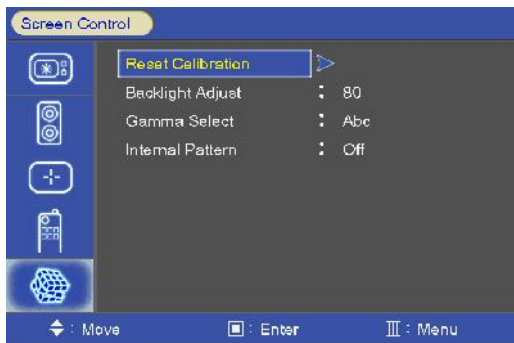 Screen Control
Reset Calibration
Backlight Adjust : 80
Gamma Select : Abc
Internal Pattern : Off
: Move : Enter : Menu